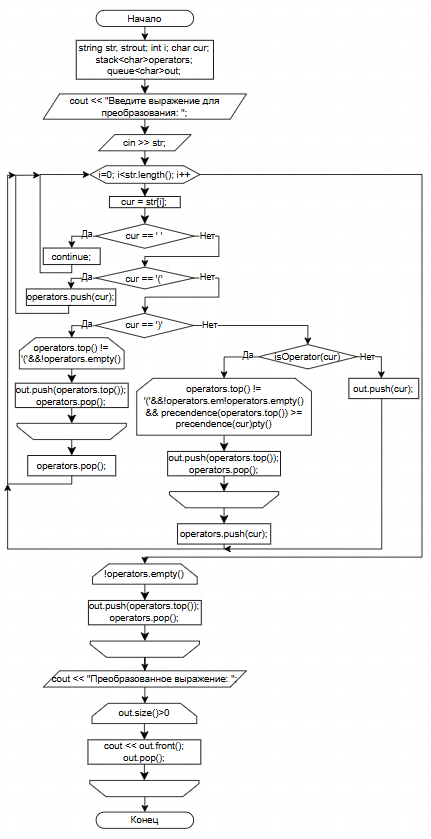 Начало
string str, strout; int i; char cur;
stack<char>operators;
queue<char>out;
cout << "Введите выражение для
преобразования: ";
cin >> str;
i=0; i<str.length(); i++
cur = str[i];
Да
cur == ' '
Нет
continue;
Да
cur == '('
Нет
operators.push(cur);
Да
cur == ')'
Нет
operators.top() !=
'('&&!operators.empty()
out.push(operators.top());
operators.pop();
operators.pop();
Да
isOperator(cur)
Нет
operators.top() !=
'('&&!operators.em!operators.empty()
&& precendence(operators.top()) >=
precendence(cur)pty()
out.push(cur);
out.push(operators.top());
operators.pop();
operators.push(cur);
!operators.empty()
out.push(operators.top());
operators.pop();
cout << "Преобразованное выражение: ";
out.size()>0
cout << out.front();
out.pop();
Конец